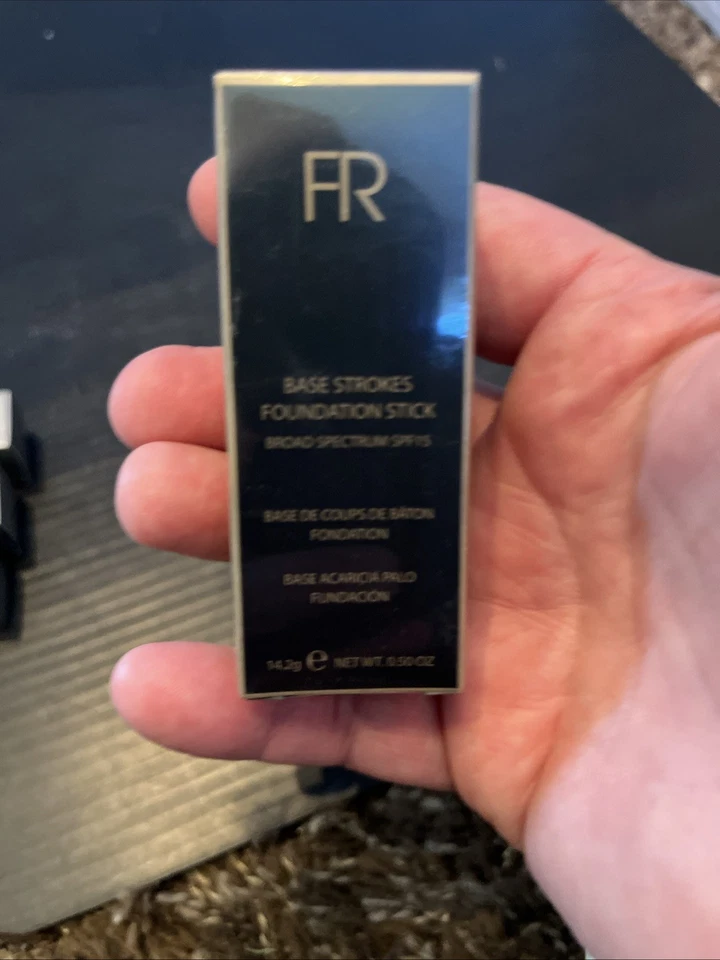 FR
BASE STROKES
FOUNDATION STICK
BROAD SPECTRUM SPF15
BASE DE COUPS DE BÂTON
FONDATION
BASE ACARICIA PALO
FUNDACIÓN
14.2g e NET WT. 0.50 OZ